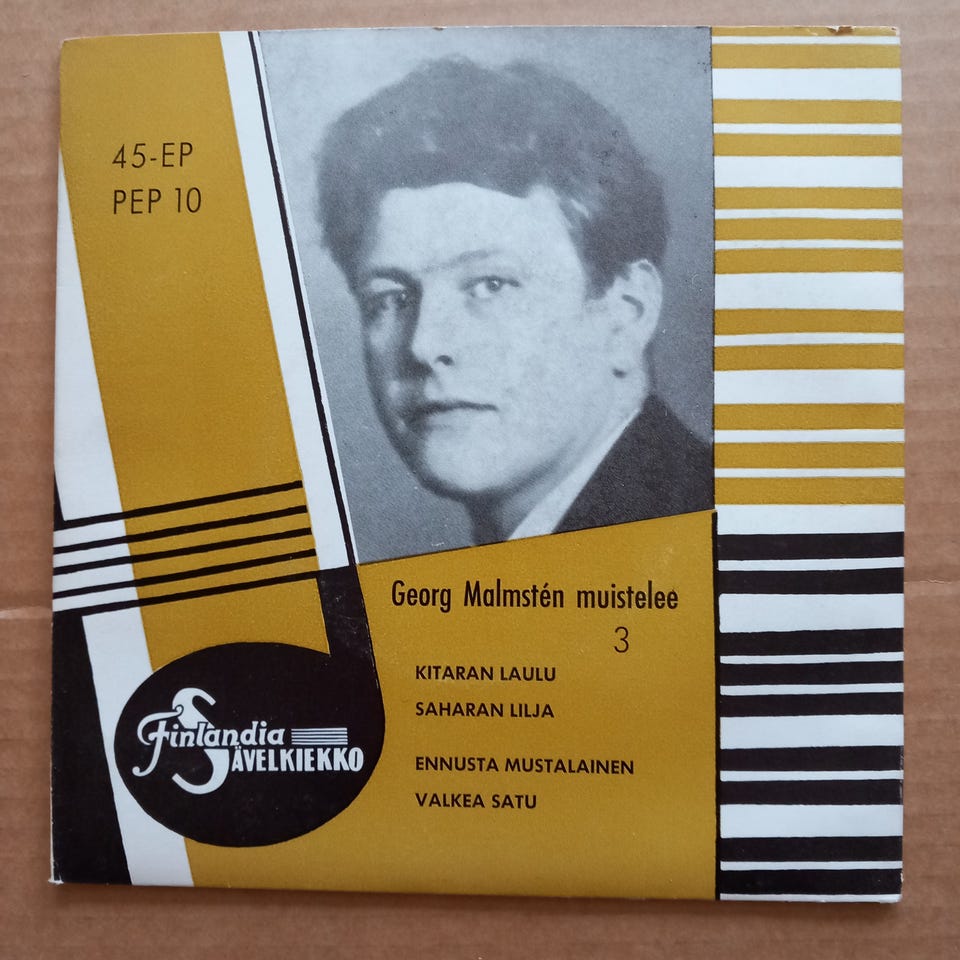 45-EP
PEP 10
Georg Malmstén muistelee
3
KITARAN LAULU
SAHARAN LILJA
ENNUSTA MUSTALAINEN
VALKEA SATU
Finlandia
SÄVELKIEKKO